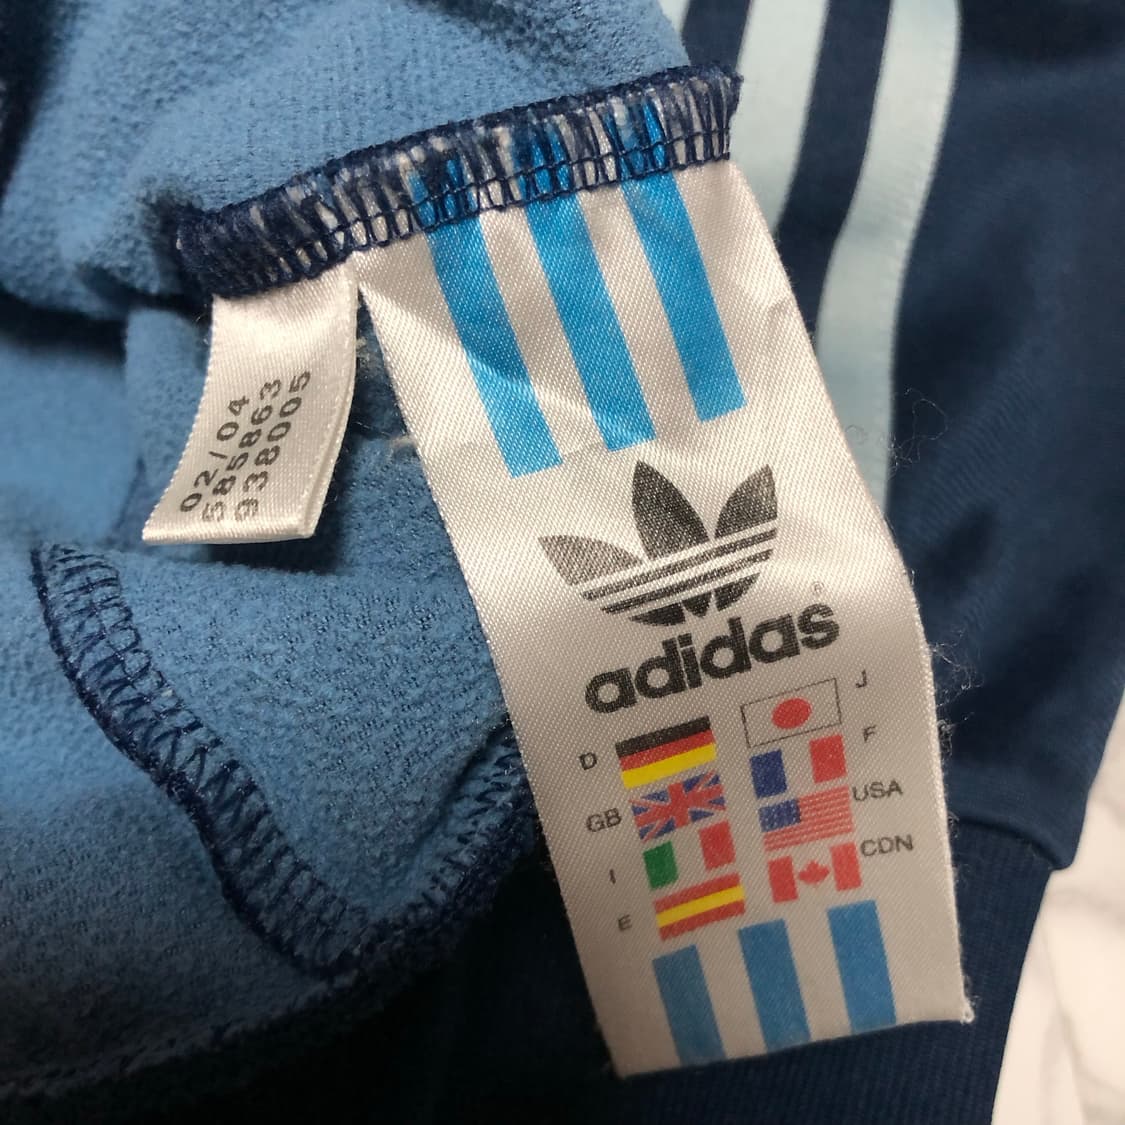 02/04
585863
938005
adidas®
D
J
GB
F
I
USA
E
CDN